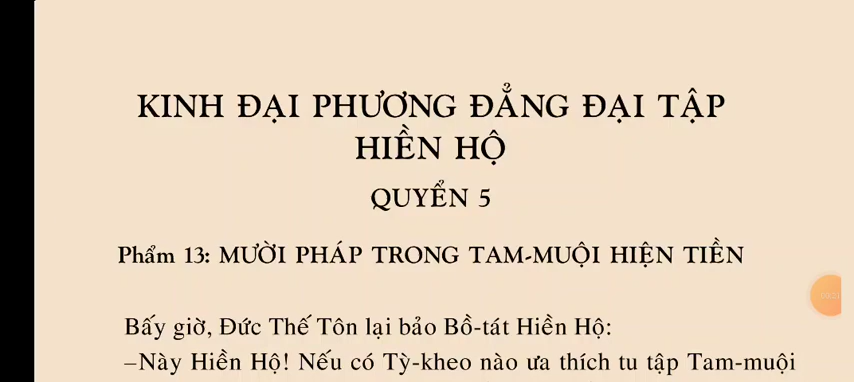 KINH ĐẠI PHƯƠNG ĐẲNG ĐẠI TẬP
HIỀN HỘ
QUYỂN 5
Phẩm 13: MƯỜI PHÁP TRONG TAM-MUỘI HIỆN TIỀN
Bấy giờ, Đức Thế Tôn lại bảo Bồ-tát Hiền Hộ:
–Này Hiền Hộ! Nếu có Tỳ-kheo nào ưa thích tu tập Tam-muội